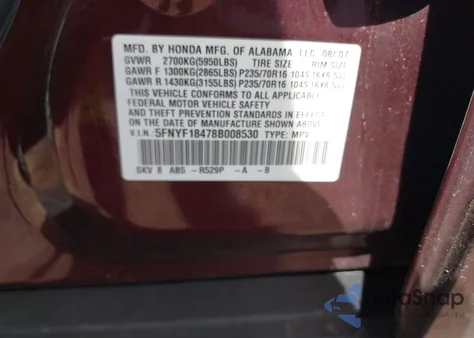 MFD. BY HONDA MFG. OF ALABAMA, LLC 08/07
GVWR 2700KG(5950LBS) TIRE SIZE RIM SIZE
GAWR F 1300KG(2865LBS) P235/70R16 104S 16X6 1/2J
GAWR R 1430KG(3155LBS) P235/70R16 104S 16X6 1/2J
THIS VEHICLE CONFORMS TO ALL APPLICABLE
FEDERAL MOTOR VEHICLE SAFETY
AND THEFT PREVENTION STANDARDS IN EFFECT ON
THE DATE OF MANUFACTURE SHOWN ABOVE.
V.I.N.: 5FNYF18478B008530 TYPE: MPV
SKV 8 AB5 -R529P -A -B